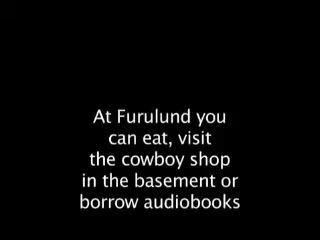 At Furulund you
can eat, visit
the cowboy shop
in the basement or
borrow audiobooks